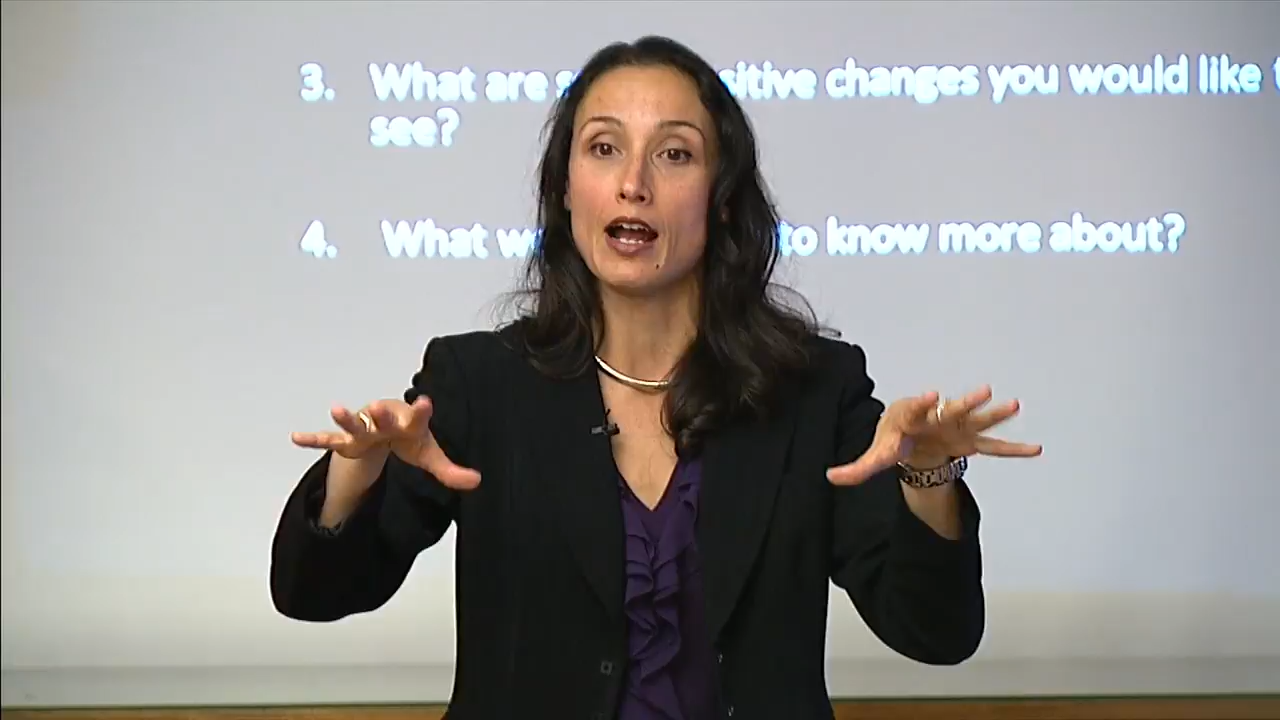 3. What are sitive changes you would like
see?
4. What to know more about?